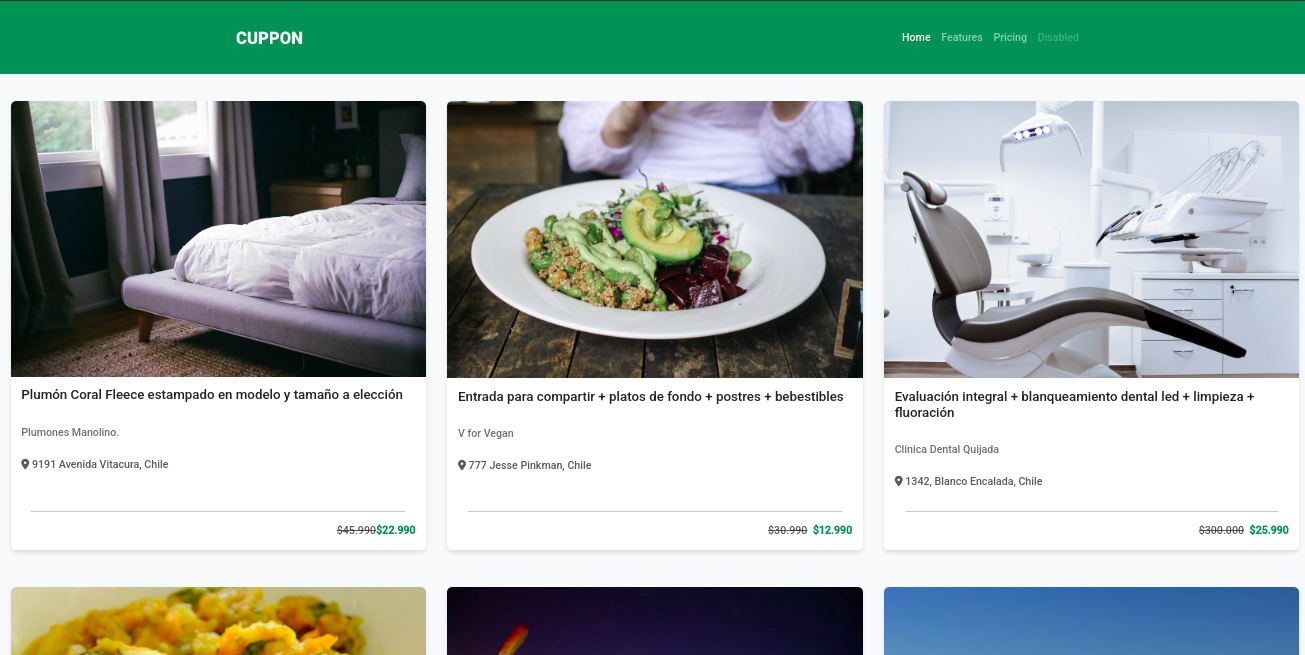 CUPPON
Home Features Pricing Disabled
Plumón Coral Fleece estampado en modelo y tamaño a elección
Plumones Manolino.
9191 Avenida Vitacura, Chile
$45.990$22.990
Entrada para compartir + platos de fondo + postres + bebestibles
V for Vegan
777 Jesse Pinkman, Chile
$30.990 $12.990
Evaluación integral + blanqueamiento dental led + limpieza +
fluoración
Clínica Dental Quijada
1342, Blanco Encalada, Chile
$300.000 $25.990